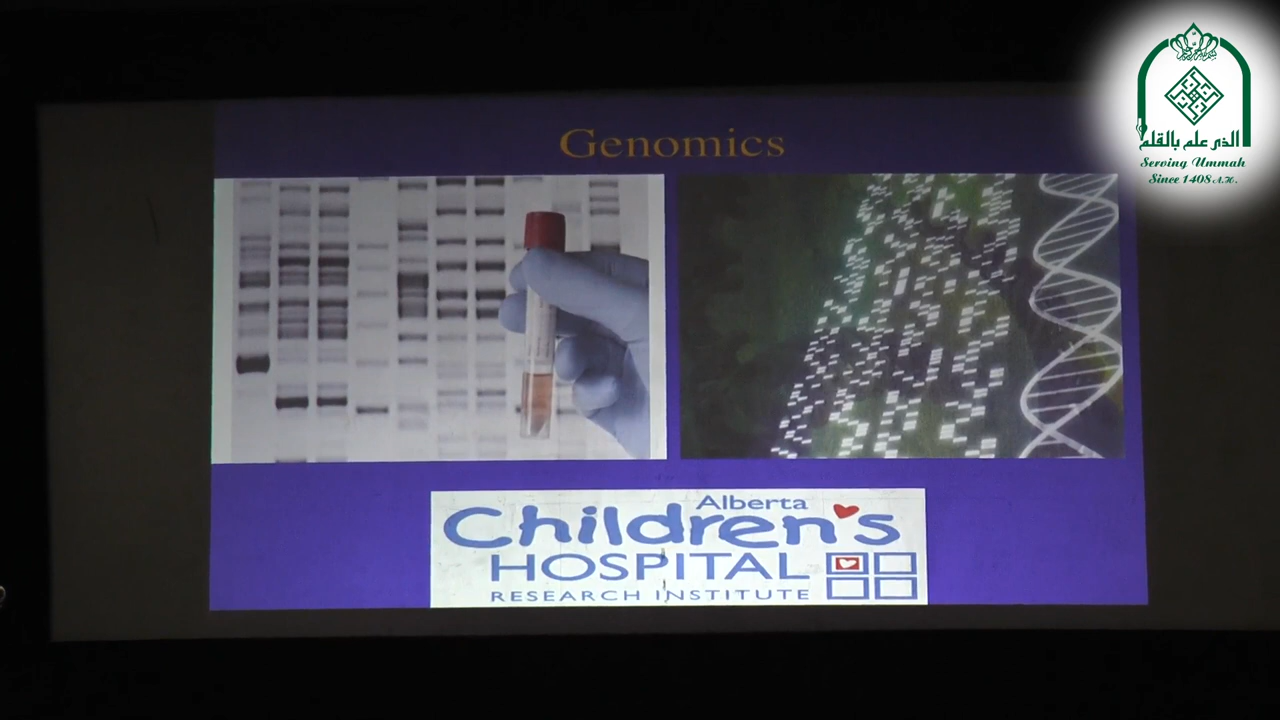 Genomics
الذي علم بالقلم
Serving Ummah
Since 1408 A.H.
Alberta
Children's
HOSPITAL
RESEARCH INSTITUTE